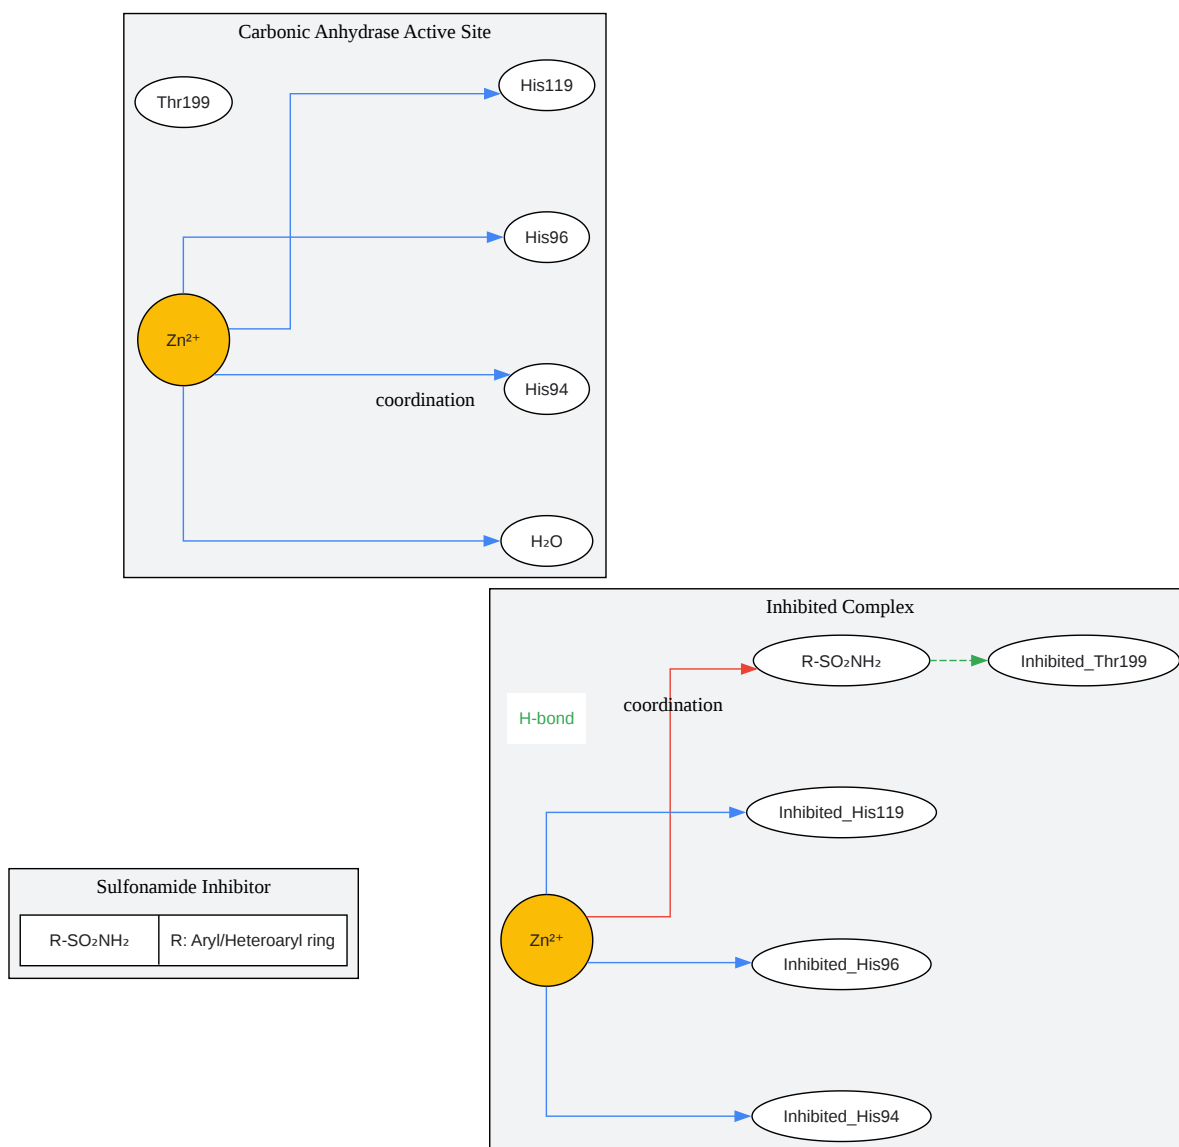 Carbonic Anhydrase Active Site
Thr199
His119
His96
Zn²⁺
His94
coordination
H₂O
Inhibited Complex
R-SO₂NH₂
Inhibited_Thr199
H-bond
coordination
Inhibited_His119
Zn²⁺
Inhibited_His96
Inhibited_His94
Sulfonamide Inhibitor
R-SO₂NH₂
R: Aryl/Heteroaryl ring